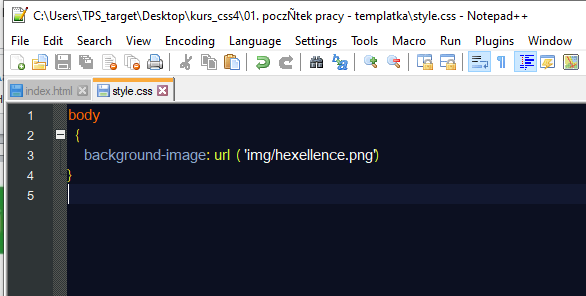 C:\Users\TPS_target\Desktop\kurs_css4\01. poczŃtek pracy - templatka\style.css - Notepad++
File Edit Search View Encoding Language Settings Tools Macro Run Plugins Window
index.html style.css
1 body
2 {
3 background-image: url ( 'img/hexellence.png')
4 }
5